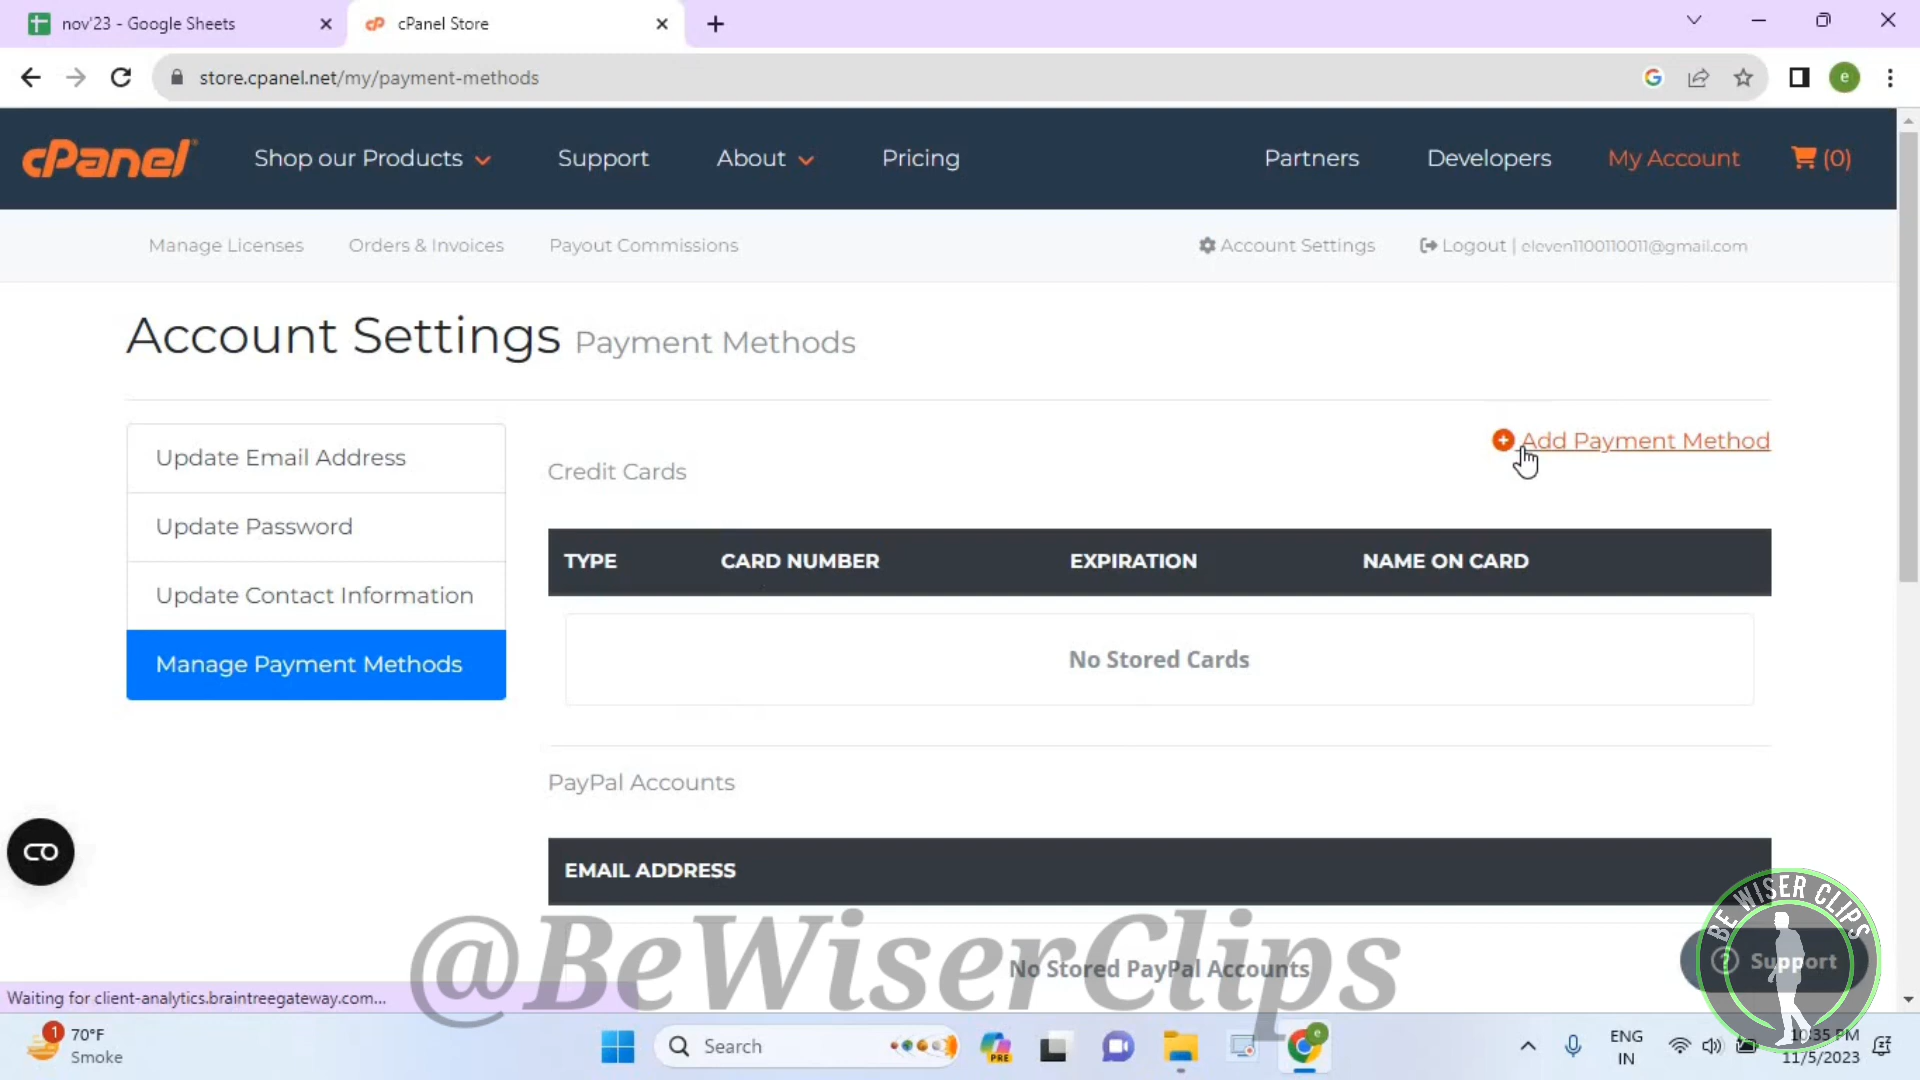 nov'23 - Google Sheets
cPanel Store
store.cpanel.net/my/payment-methods
G
e
cPanel
Shop our Products
Support
About
Pricing
Partners
Developers
My Account
(0)
Manage Licenses
Orders & Invoices
Payout Commissions
Account Settings
Logout | eleven1100110011@gmail.com
Account Settings Payment Methods
Add Payment Method
Update Email Address
Update Password
Update Contact Information
Manage Payment Methods
Credit Cards
TYPE CARD NUMBER EXPIRATION NAME ON CARD
No Stored Cards
PayPal Accounts
EMAIL ADDRESS
No Stored PayPal Accounts
@BeWiserClips
BE WISER CLIPS
Support
Waiting for client-analytics.braintreegateway.com...
1
70°F
Smoke
Search
PRE
e
ENG
IN
10:35 PM
11/5/2023